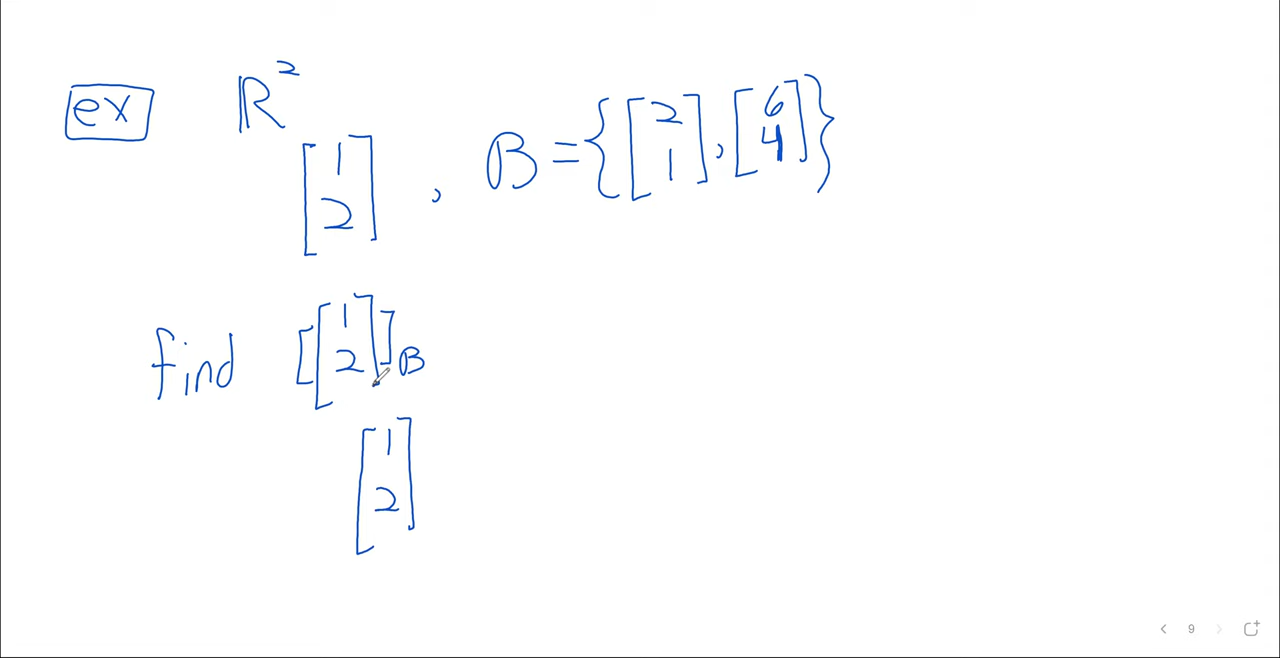 ex ℝ² [1 2], B = {[2 1], [6 4]}
find [[1 2]]B
[1 2]
9